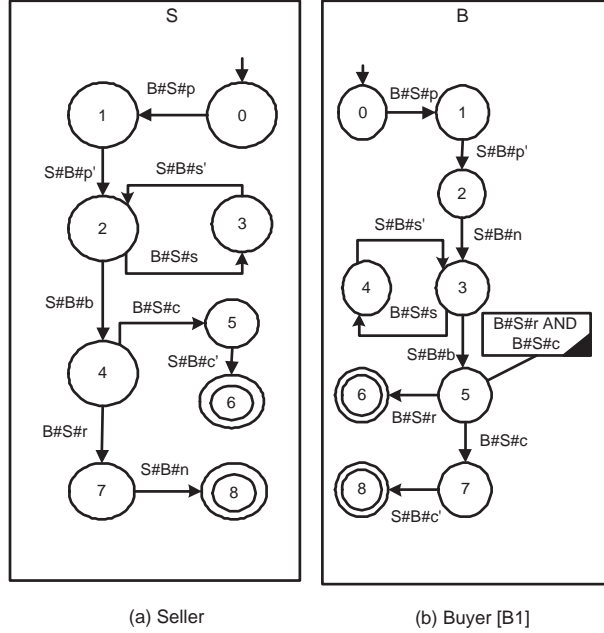 S
B#S#p
1
0
S#B#p'
S#B#s'
2
3
B#S#s
S#B#b
B#S#c
5
4
S#B#c'
6
B#S#r
7
S#B#n
8
(a) Seller
B
0
B#S#p
1
S#B#p'
2
S#B#n
S#B#s'
4
3
B#S#s
B#S#r AND
B#S#c
S#B#b
6
5
B#S#r
B#S#c
8
7
S#B#c'
(b) Buyer [B1]